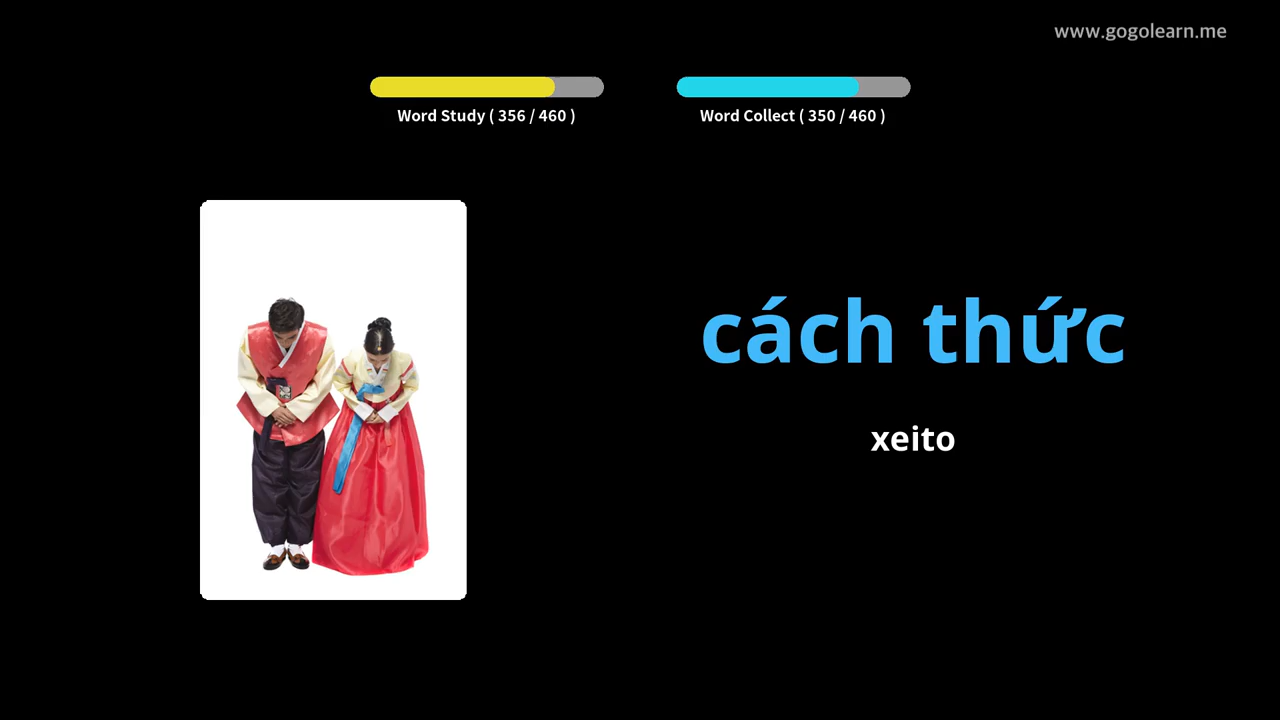 www.gogolearn.me
Word Study ( 356 / 460 )
Word Collect ( 350 / 460 )
cách thức
xeito